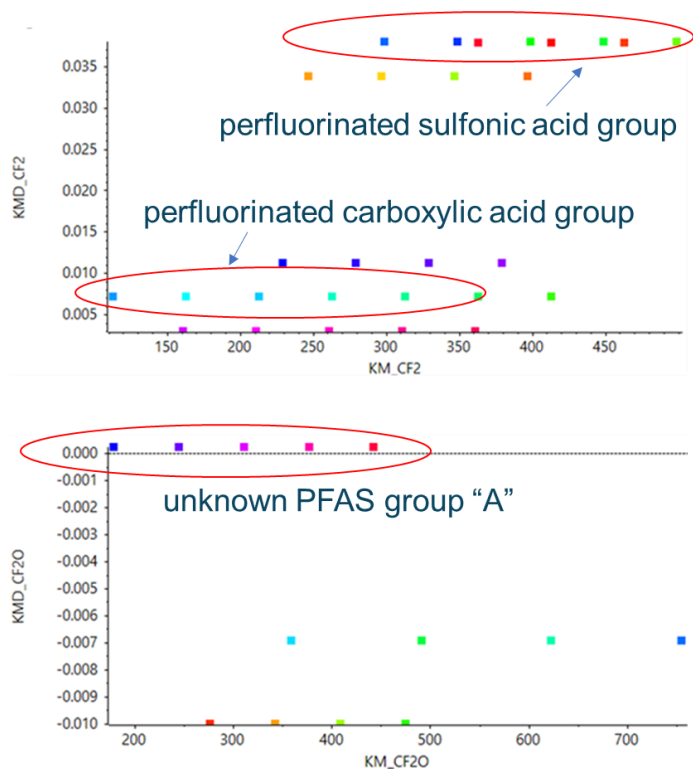 0.035
perfluorinated sulfonic acid group
0.030
0.025
KMD_CF2
0.020
perfluorinated carboxylic acid group
0.015
0.010
0.005
150 200 250 300 350 400 450
KM_CF2
0.000
-0.001
unknown PFAS group “A”
-0.002
-0.003
-0.004
KMD_CF2O
-0.005
-0.006
-0.007
-0.008
-0.009
-0.010
200 300 400 500 600 700
KM_CF2O